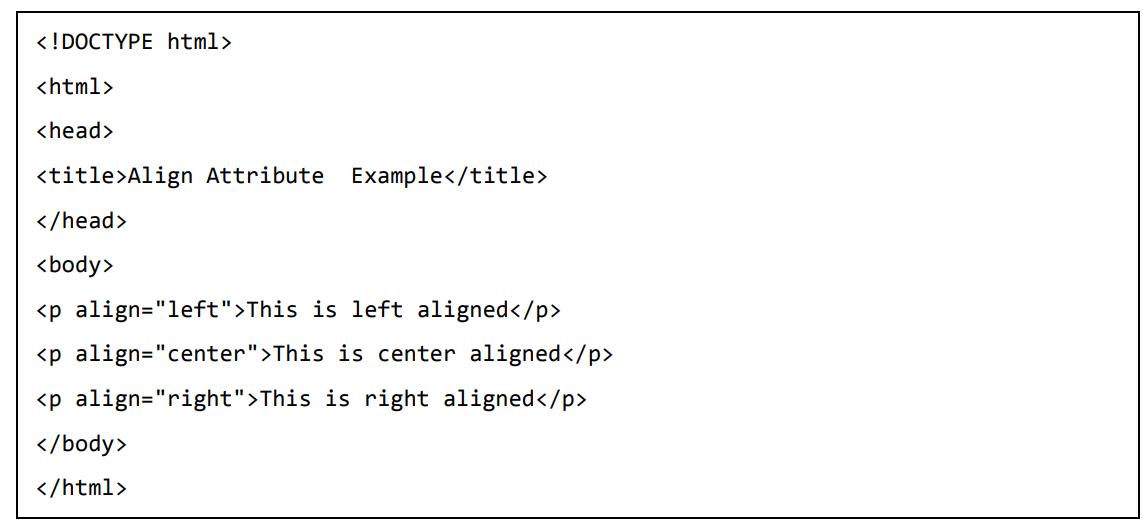 <!DOCTYPE html>
<html>
<head>
<title>Align Attribute  Example</title>
</head>
<body>
<p align="left">This is left aligned</p>
<p align="center">This is center aligned</p>
<p align="right">This is right aligned</p>
</body>
</html>